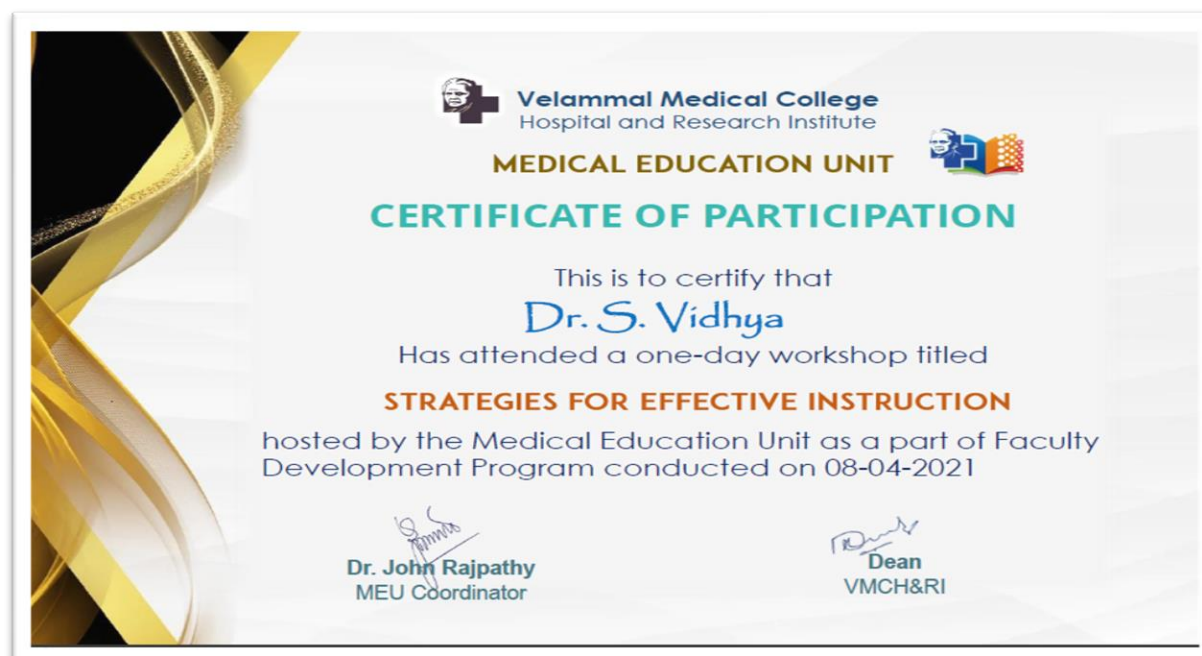 Velammal Medical College
Hospital and Research Institute
MEDICAL EDUCATION UNIT
CERTIFICATE OF PARTICIPATION
This is to certify that
Dr. S. Vidhya
Has attended a one-day workshop titled
STRATEGIES FOR EFFECTIVE INSTRUCTION
hosted by the Medical Education Unit as a part of Faculty
Development Program conducted on 08-04-2021
Dr. John Rajpathy
MEU Coordinator
Dean
VMCH&RI